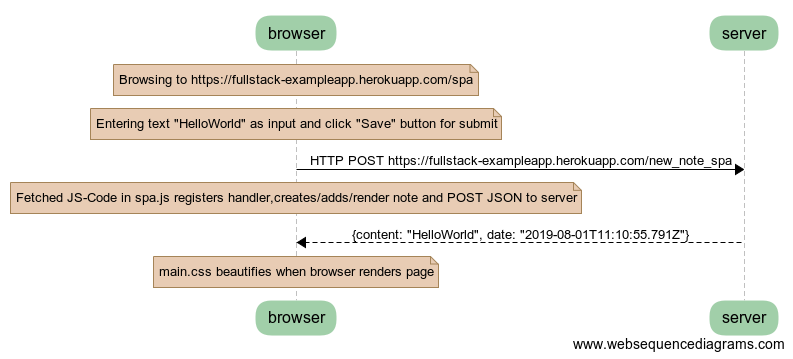 browser server
Browsing to https://fullstack-exampleapp.herokuapp.com/spa
Entering text "HelloWorld" as input and click "Save" button for submit
HTTP POST https://fullstack-exampleapp.herokuapp.com/new_note_spa
Fetched JS-Code in spa.js registers handler,creates/adds/render note and POST JSON to server
{content: "HelloWorld", date: "2019-08-01T11:10:55.791Z"}
main.css beautifies when browser renders page
browser server
www.websequencediagrams.com